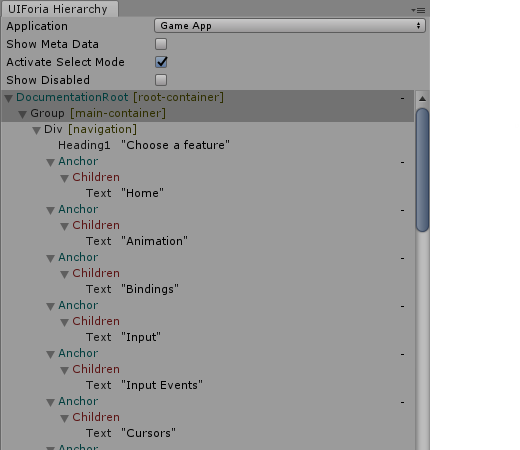 UIForia Hierarchy
Application Game App
Show Meta Data
Activate Select Mode
Show Disabled
DocumentationRoot [root-container] -
Group [main-container]
Div [navigation]
Heading1 "Choose a feature"
Anchor -
Children
Text "Home"
Anchor -
Children
Text "Animation"
Anchor -
Children
Text "Bindings"
Anchor -
Children
Text "Input"
Anchor -
Children
Text "Input Events"
Anchor -
Children
Text "Cursors"
Anchor